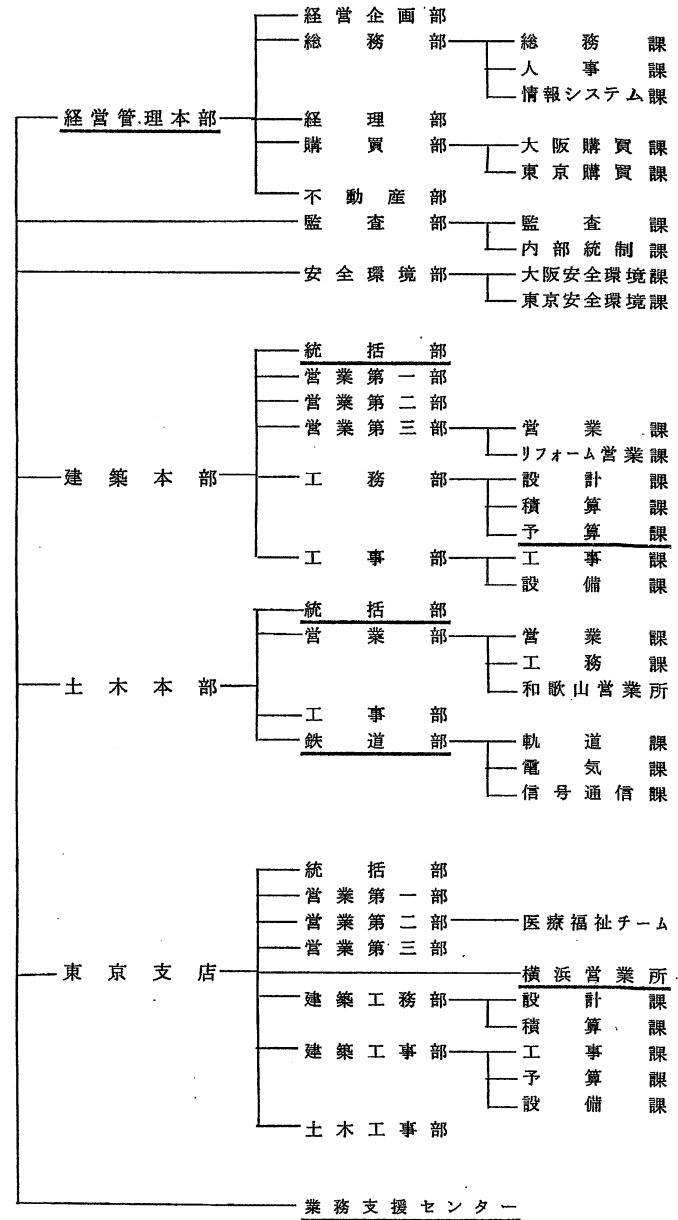 経営企画部
総務部 総務課
人事課
情報システム課
経営管理本部 経理部
購買部 大阪購買課
東京購買課
不動産部
監査部 監査課
内部統制課
安全環境部 大阪安全環境課
東京安全環境課
統括部
営業第一部
営業第二部
営業第三部 営業課
リフォーム営業課
建築本部 工務部 設計課
積算課
予算課
工事部 工事課
設備課
統括部
営業部 営業課
工務課
土木本部 和歌山営業所
工事部
鉄道部 軌道課
電気課
信号通信課
統括部
営業第一部
営業第二部 医療福祉チーム
営業第三部
東京支店 横浜営業所
建築工務部 設計課
積算課
建築工事部 工事課
予算課
設備課
土木工事部
業務支援センター